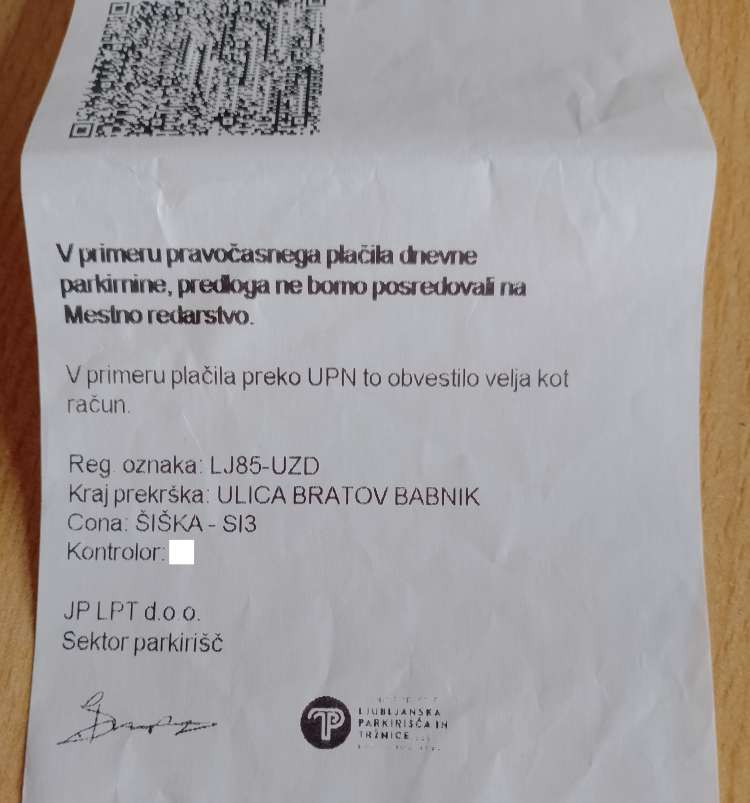 V primeru pravočasnega plačila dnevne
parkirnine, predloga ne bomo posredovali na
Mestno redarstvo.
V primeru plačila preko UPN to obvestilo velja kot
račun.
Reg. oznaka: LJ85-UZD
Kraj prekrška: ULICA BRATOV BABNIK
Cona: ŠIŠKA - SI3
Kontrolor:
JP LPT d.o.o.
Sektor parkirišč
LJUBLJANSKA
PARKIRIŠČA IN
TRŽNICE